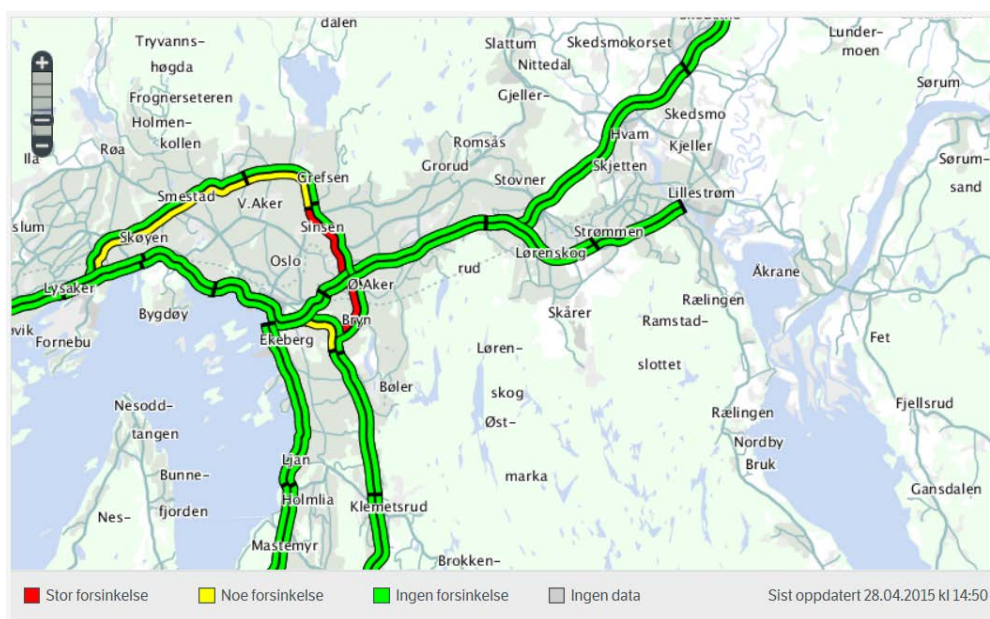 dalen
Tryvanns-
høgda
Slattum
Skedsmokorset
Lunder-
moen
Nittedal
Gjeller-
Sørum
Frognerseteren
Holmen-
kollen
Skedsmo
Hvam
Kjeller
Ila
Røa
Romsås
Grorud
Skjetten
Sørum-
sand
Grefsen
Stovner
Smestad
V.Aker
Lillestrøm
slum
Skøyen
Sinsen
Strømmen
Oslo
Lørenskog
rud
Åkrane
Lysaker
Ø.Aker
Rælingen
Bygdøy
Skårer
Ramstad-
slottet
vik
Fornebu
Bryn
Ekeberg
Løren-
skog
Fet
Bøler
Nesodd-
tangen
Øst-
marka
Rælingen
Fjellsrud
Nordby
Bruk
Ljan
Bunne-
fjorden
Holmlia
Klemetsrud
Gansdalen
Nes-
Mastemyr
Brokken-
Stor forsinkelse
Noe forsinkelse
Ingen forsinkelse
Ingen data
Sist oppdatert 28.04.2015 kl 14:50